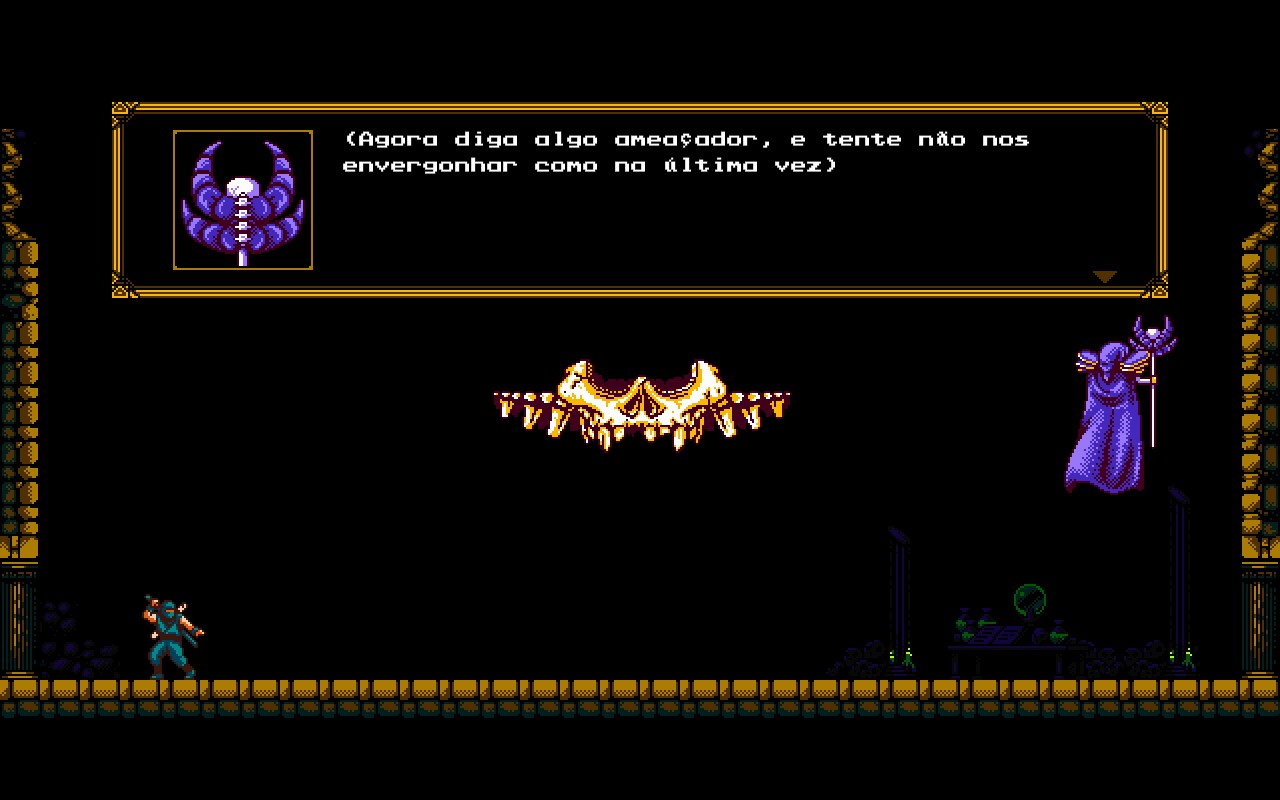 (Agora diga algo ameaçador, e tente não nos
envergonhar como na última vez)